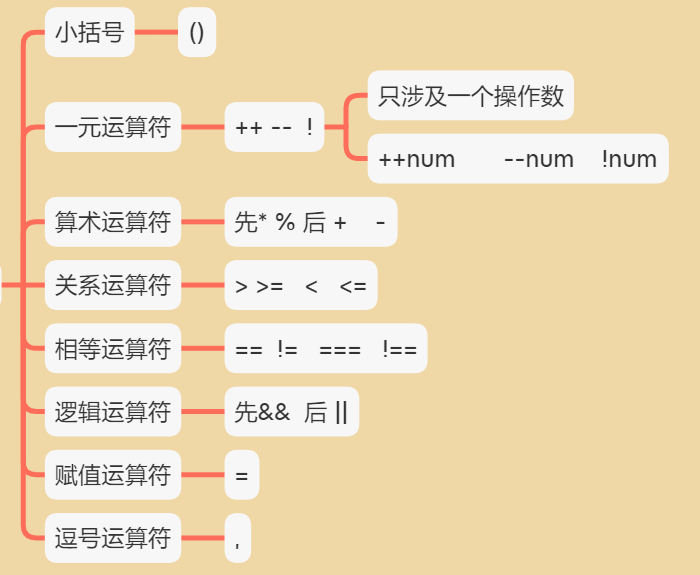 小括号 ()
一元运算符 ++ -- !
只涉及一个操作数
++num --num !num
算术运算符 先* % 后 + -
关系运算符 > >= < <=
相等运算符 == != === !==
逻辑运算符 先&& 后 ||
赋值运算符 =
逗号运算符 ,